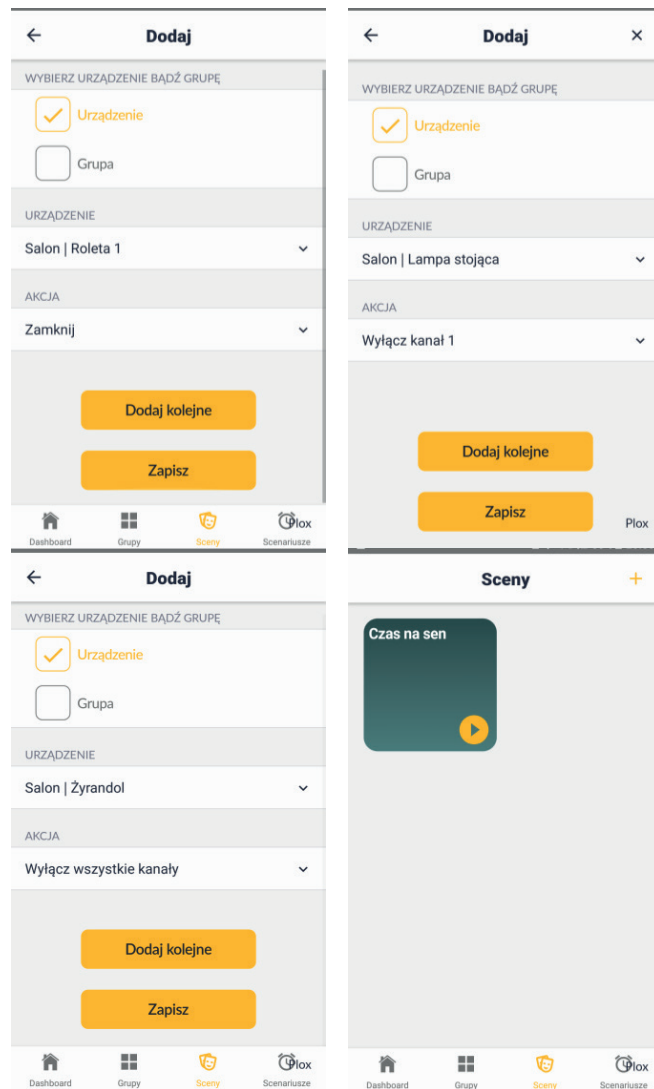 Dodaj
WYBIERZ URZĄDZENIE BĄDŹ GRUPĘ
Urządzenie
Grupa
URZĄDZENIE
Salon | Roleta 1
AKCJA
Zamknij
Dodaj kolejne
Zapisz
Dashboard Grupy Sceny Scenariusze
Plox
Dodaj
WYBIERZ URZĄDZENIE BĄDŹ GRUPĘ
Urządzenie
Grupa
URZĄDZENIE
Salon | Lampa stojąca
AKCJA
Wyłącz kanał 1
Dodaj kolejne
Zapisz
Plox
Dodaj
WYBIERZ URZĄDZENIE BĄDŹ GRUPĘ
Urządzenie
Grupa
URZĄDZENIE
Salon | Żyrandol
AKCJA
Wyłącz wszystkie kanały
Dodaj kolejne
Zapisz
Plox
Dashboard Grupy Sceny Scenariusze
Sceny
Czas na sen
Plox
Dashboard Grupy Sceny Scenariusze